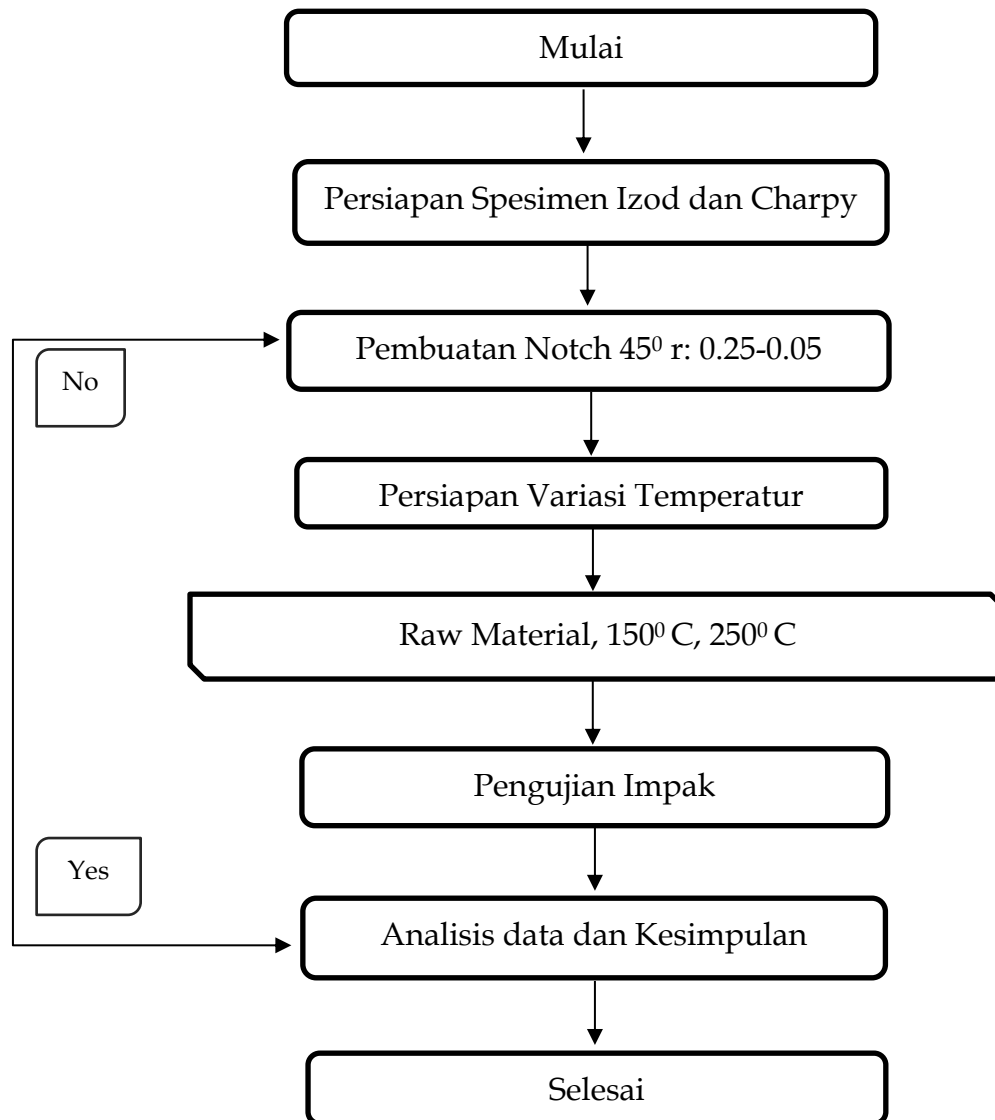 Mulai
Persiapan Spesimen Izod dan Charpy
Pembuatan Notch 45⁰ r: 0.25-0.05
No
Persiapan Variasi Temperatur
Raw Material, 150⁰ C, 250⁰ C
Pengujian Impak
Yes
Analisis data dan Kesimpulan
Selesai